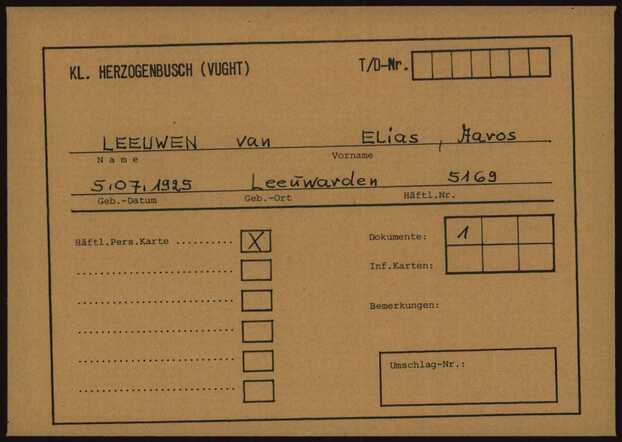 KL. HERZOGENBUSCH (VUGHT) T/D-Nr.
LEEUWEN van Elias, Aaros
Name Vorname
5.07.1925 Leeuwarden 5169
Geb.-Datum Geb.-Ort Häftl.Nr.
Häftl.Pers.Karte .......... X Dokumente: 1
Inf.Karten:
Bemerkungen:
Umschlag-Nr.: